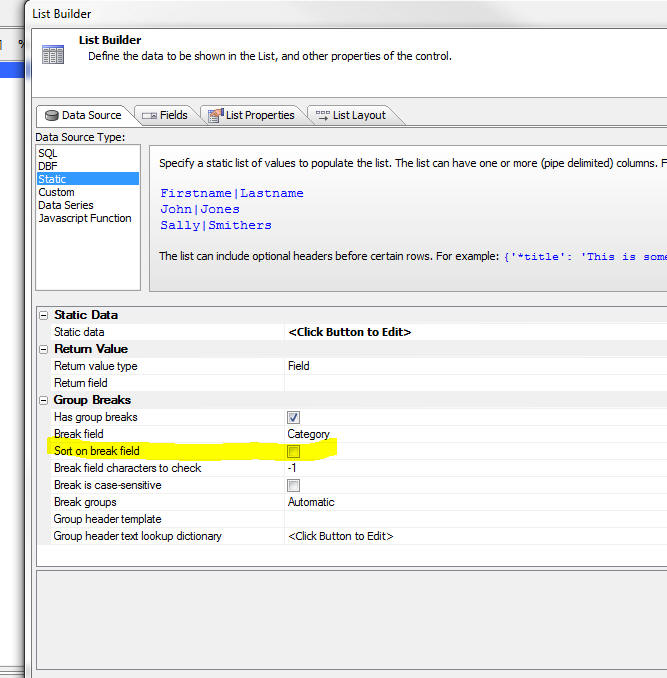 List Builder
List Builder
Define the data to be shown in the List, and other properties of the control.
%
Data Source
Fields
List Properties
List Layout
Data Source Type:
SQL
DBF
Static
Custom
Data Series
Javascript Function
Specify a static list of values to populate the list. The list can have one or more (pipe delimited) columns. F
Firstname|Lastname
John|Jones
Sally|Smithers
The list can include optional headers before certain rows. For example: {'*title': 'This is some
Static Data
Static data <Click Button to Edit>
Return Value
Return value type Field
Return field
Group Breaks
Has group breaks
Break field Category
Sort on break field
Break field characters to check -1
Break is case-sensitive
Break groups Automatic
Group header template
Group header text lookup dictionary <Click Button to Edit>